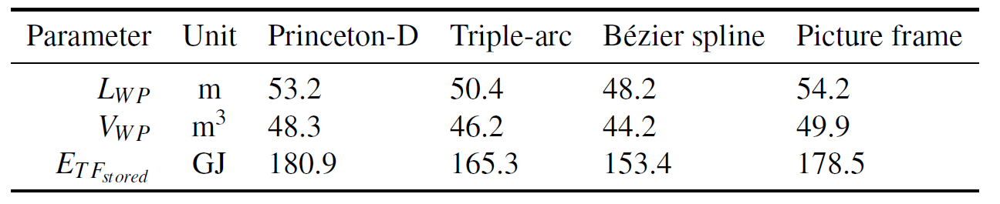 Parameter Unit Princeton-D Triple-arc Bézier spline Picture frame
L_{WP} m 53.2 50.4 48.2 54.2
V_{WP} m³ 48.3 46.2 44.2 49.9
E_{TF_{stored}} GJ 180.9 165.3 153.4 178.5